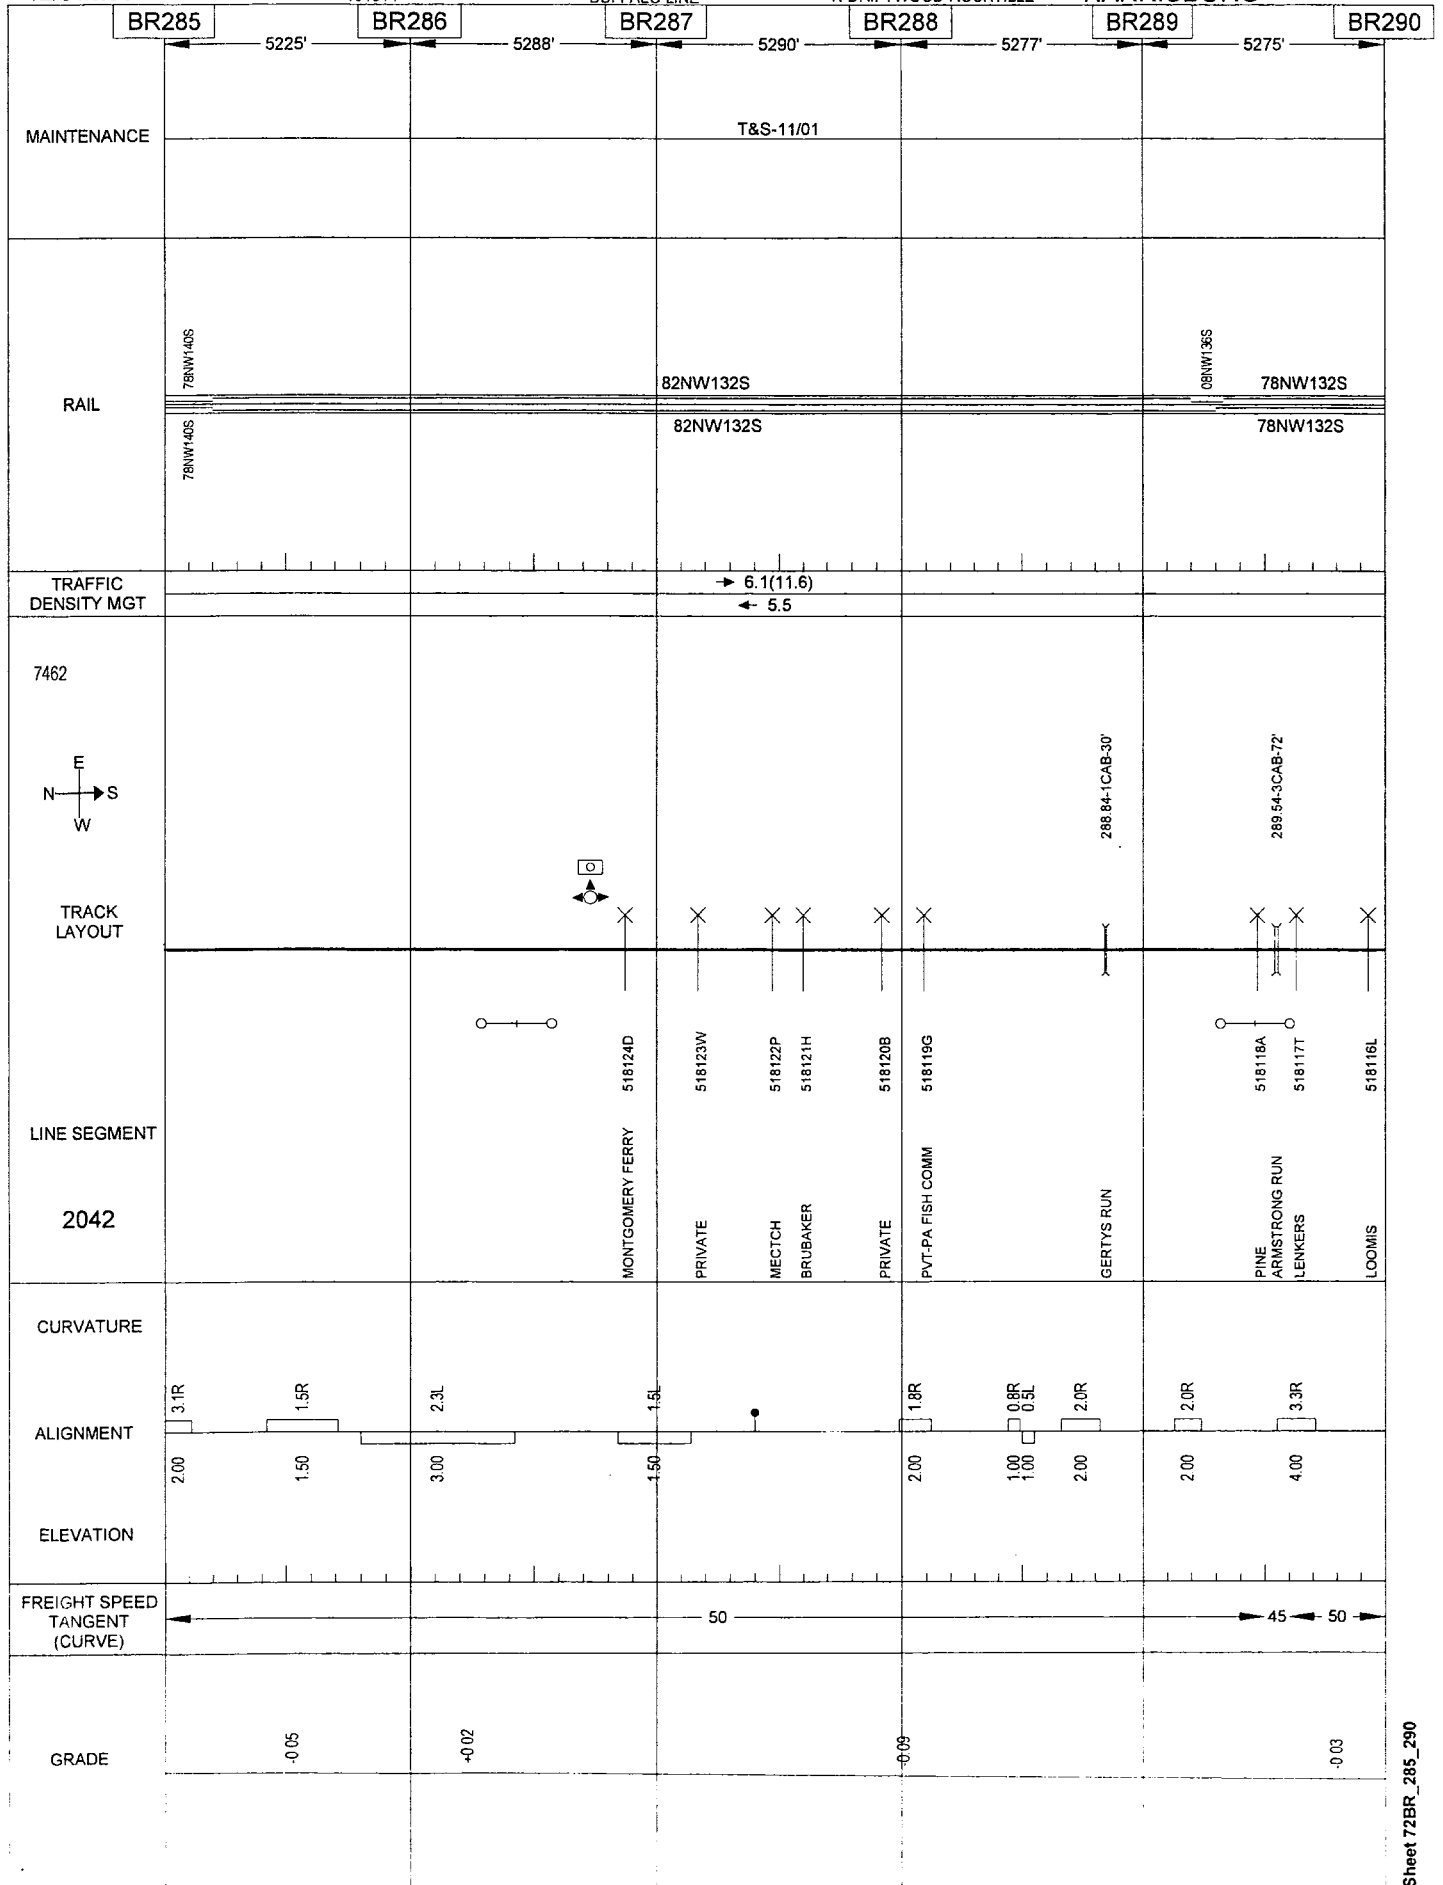 BR285 BR286 BR287 BR288 BR289 BR290
5225' 5288' 5290' 5277' 5275'
MAINTENANCE
T&S-11/01
RAIL
78NW140S
78NW140S
82NW132S
82NW132S
08NW136S
78NW132S
78NW132S
TRAFFIC
DENSITY MGT
6.1(11.6)
5.5
7462
E
N S
W
288.84-1CAB-30'
289.54-3CAB-72'
TRACK
LAYOUT
518124D
518123W
518122P
518121H
518120B
518119G
518118A
518117T
518116L
LINE SEGMENT
2042
MONTGOMERY FERRY
PRIVATE
MECTCH
BRUBAKER
PRIVATE
PVT-PA FISH COMM
GERTYS RUN
PINE
ARMSTRONG RUN
LENKERS
LOOMIS
CURVATURE
3.1R 1.5R 2.3L 1.5L 1.8R 0.8R 0.5L 2.0R 2.0R 3.3R
ALIGNMENT
2.00 1.50 3.00 1.50 2.00 1.00 1.00 2.00 2.00 4.00
ELEVATION
FREIGHT SPEED
TANGENT
(CURVE)
50 45 50
GRADE
-0 05 +0 02 -0.09 -0 03
Sheet 72BR_285_290